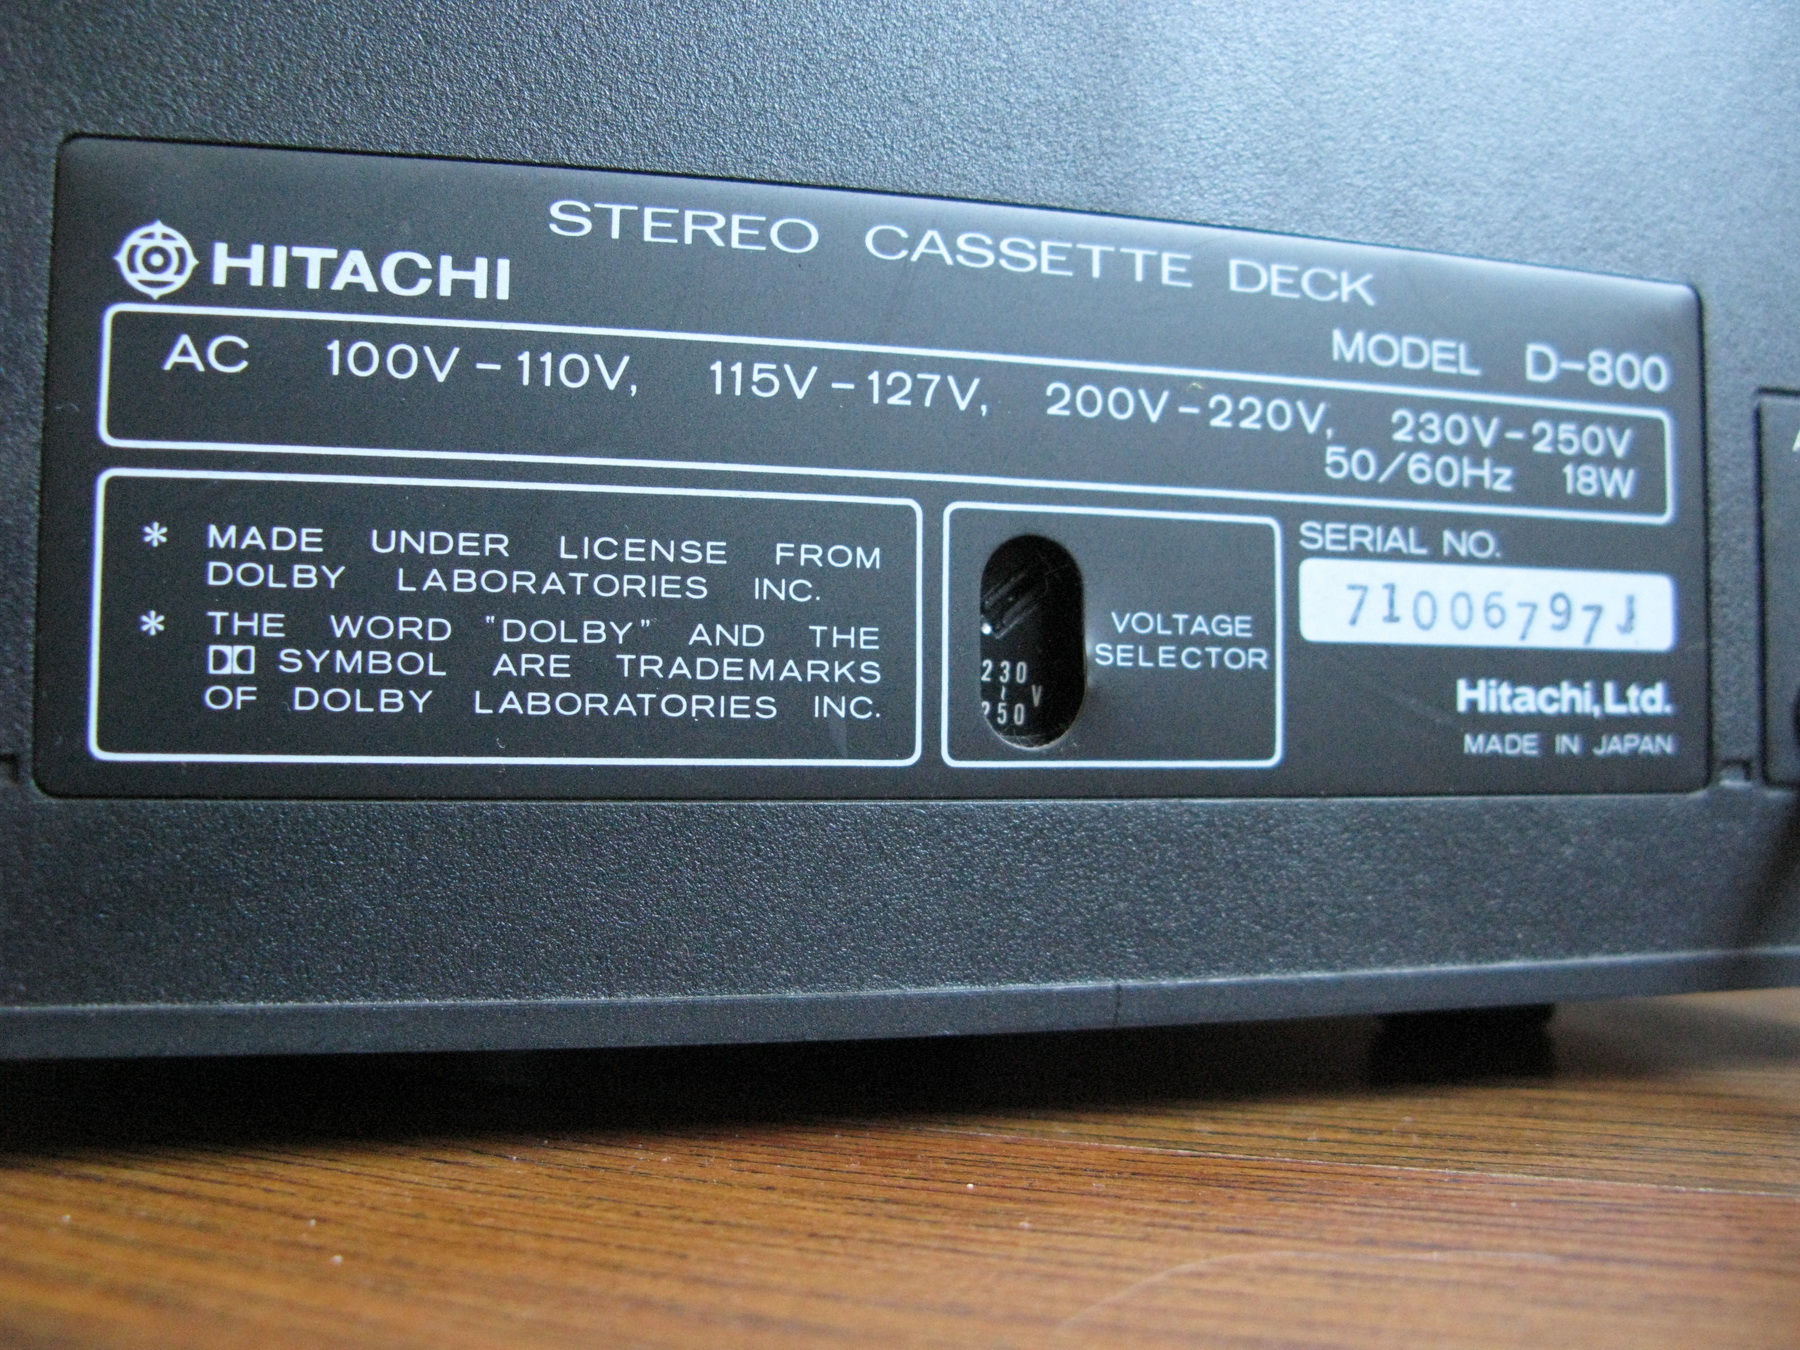 STEREO CASSETTE DECK
HITACHI
MODEL D-800
AC 100V-110V, 115V-127V, 200V-220V, 230V-250V
50/60Hz 18W
* MADE UNDER LICENSE FROM
DOLBY LABORATORIES INC.
* THE WORD "DOLBY" AND THE
SYMBOL ARE TRADEMARKS
OF DOLBY LABORATORIES INC.
230
~ V
250
VOLTAGE
SELECTOR
SERIAL NO.
71006797J
Hitachi, Ltd.
MADE IN JAPAN